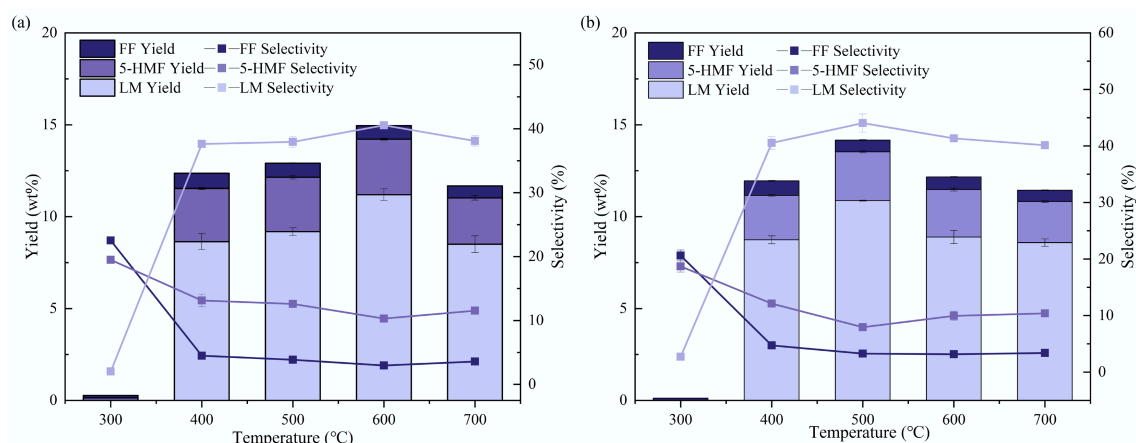 (a)
20
15
10
5
0
Yield (wt%)
FF Yield
5-HMF Yield
LM Yield
FF Selectivity
5-HMF Selectivity
LM Selectivity
50
40
30
20
10
0
Selectivity (%)
300 400 500 600 700
Temperature (℃)
(b)
20
15
10
5
0
Yield (wt%)
FF Yield
5-HMF Yield
LM Yield
FF Selectivity
5-HMF Selectivity
LM Selectivity
60
50
40
30
20
10
0
Selectivity (%)
300 400 500 600 700
Temperature (℃)